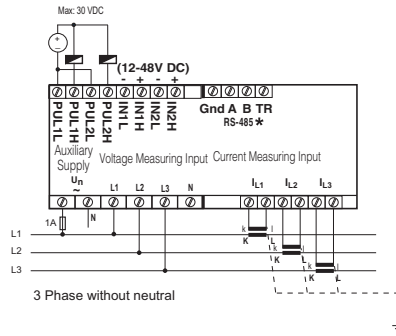 Max: 30 VDC
+
−
(12-48V DC)
- + - +
PUL1L PUL1H PUL2L PUL2H IN1L IN1H IN2L IN2H
Gnd A B TR
RS-485 *
Auxiliary Supply
Voltage Measuring Input
Current Measuring Input
Un
~
L1 L2 L3 N
IL1 IL2 IL3
1A
N
L1
k l
K L
L2
k l
K L
L3
k l
K L
3 Phase without neutral